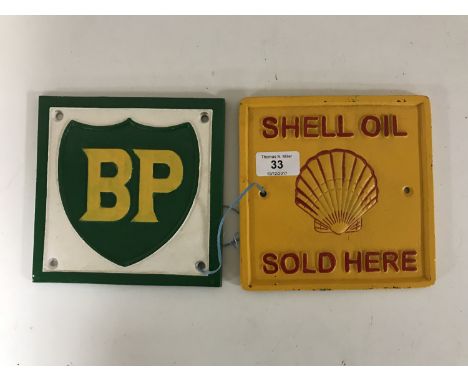 BP
SHELL OIL
Thomas N. Miller
33
SOLD HERE